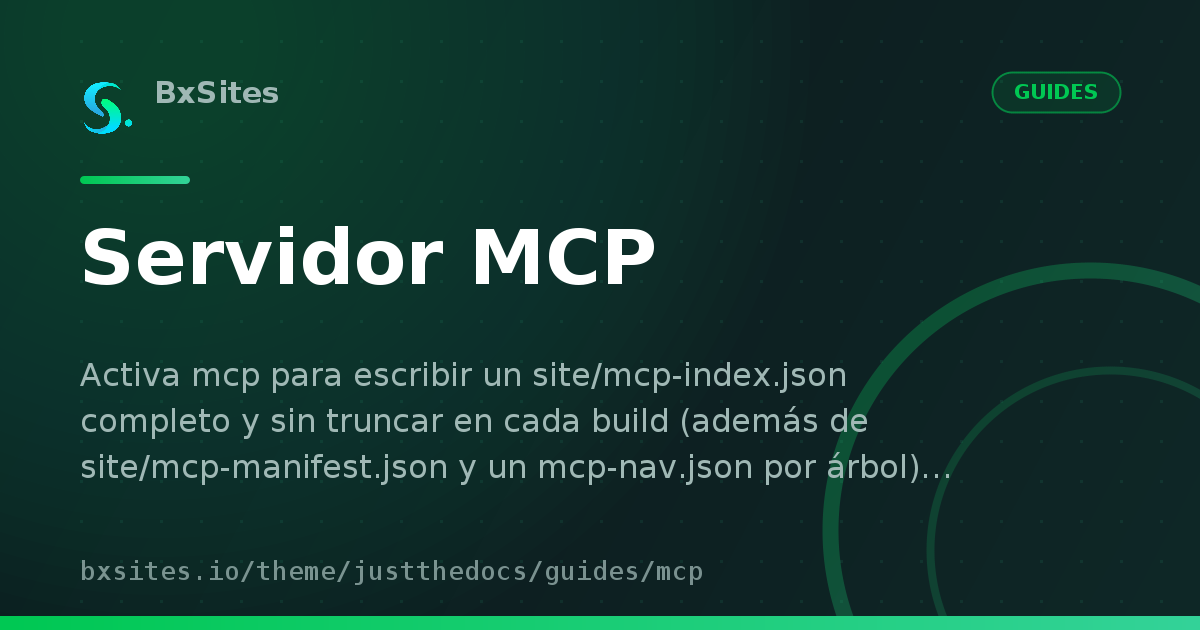 BxSites
GUIDES
Servidor MCP
Activa mcp para escribir un site/mcp-index.json
completo y sin truncar en cada build (además de
site/mcp-manifest.json y un mcp-nav.json por árbol)…
bxsites.io/theme/justthedocs/guides/mcp